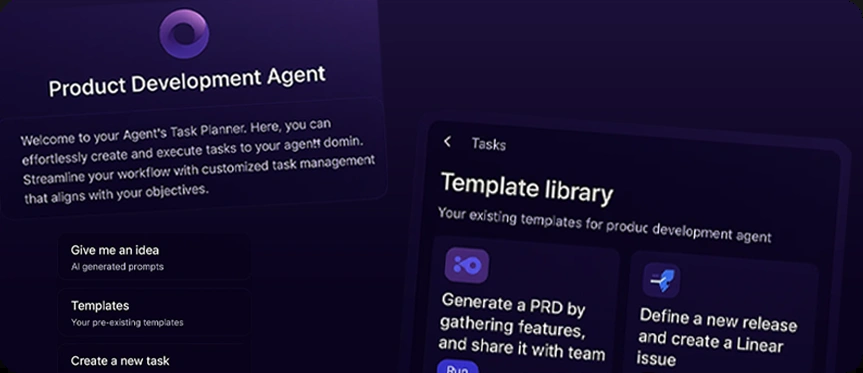 Product Development Agent
Welcome to your Agent's Task Planner. Here, you can
effortlessly create and execute tasks to your agentt domin.
Streamline your workflow with customized task management
that aligns with your objectives.
Give me an idea
AI generated prompts
Templates
Your pre-existing templates
Create a new task
Tasks
Template library
Your existing templates for produc development agent
Generate a PRD by
gathering features,
and share it with team
Run
Define a new release
and create a Linear
issue